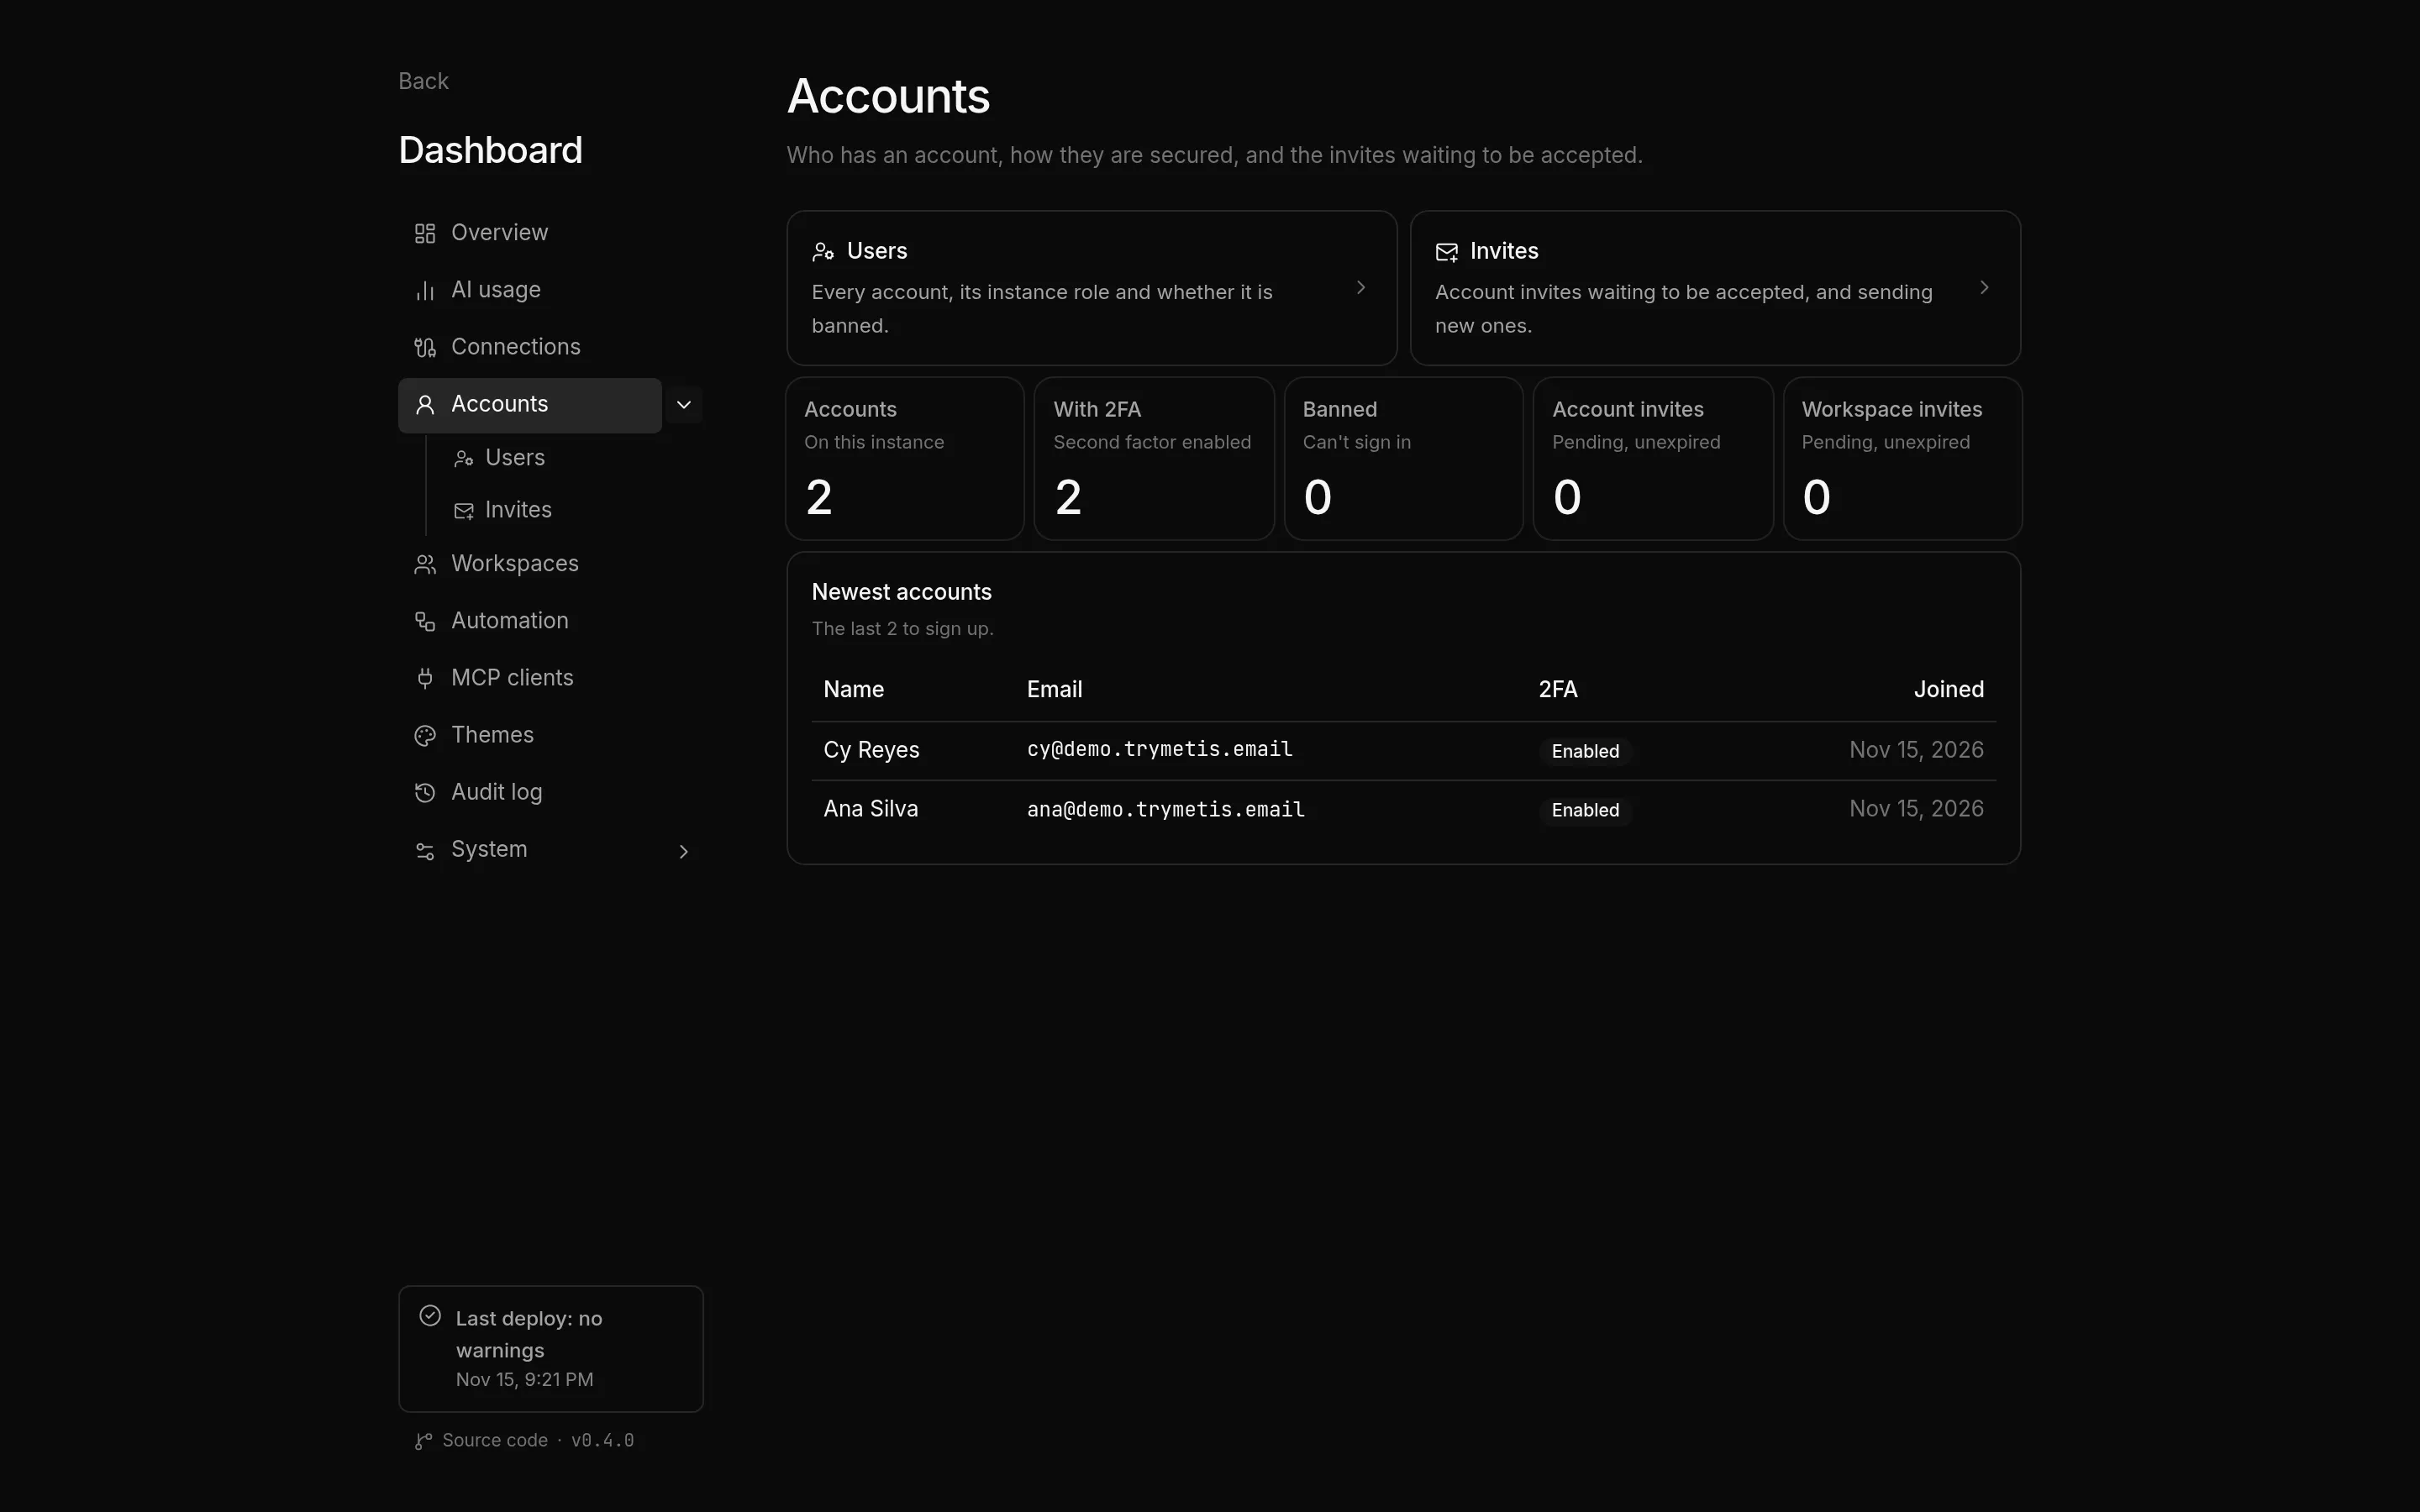 Back
Dashboard
Overview
AI usage
Connections
Accounts
Users
Invites
Workspaces
Automation
MCP clients
Themes
Audit log
System
Last deploy: no
warnings
Nov 15, 9:21 PM
Source code · v0.4.0
Accounts
Who has an account, how they are secured, and the invites waiting to be accepted.
Users
Every account, its instance role and whether it is
banned.
Invites
Account invites waiting to be accepted, and sending
new ones.
Accounts
On this instance
2
With 2FA
Second factor enabled
2
Banned
Can't sign in
0
Account invites
Pending, unexpired
0
Workspace invites
Pending, unexpired
0
Newest accounts
The last 2 to sign up.
Name Email 2FA Joined
Cy Reyes cy@demo.trymetis.email Enabled Nov 15, 2026
Ana Silva ana@demo.trymetis.email Enabled Nov 15, 2026